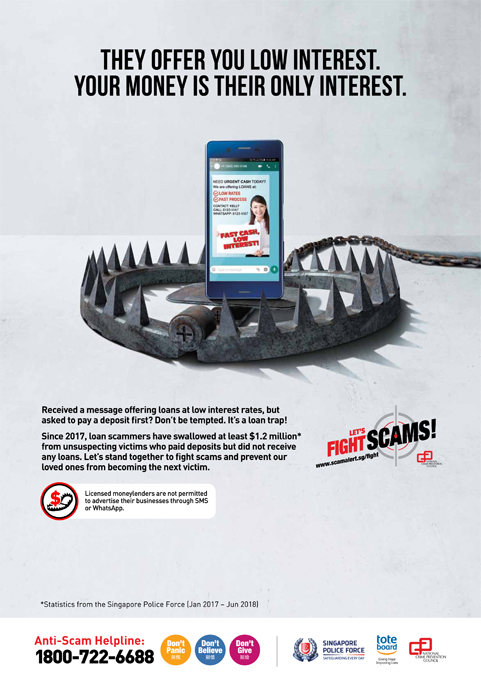 THEY OFFER YOU LOW INTEREST.
YOUR MONEY IS THEIR ONLY INTEREST.
NEED URGENT CASH TODAY?
We are offering LOANS at:
LOW RATES
FAST PROCESS
CONTACT: KELLY
FAST CASH,
LOW
INTEREST!
Received a message offering loans at low interest rates, but
asked to pay a deposit first? Don't be tempted. It's a loan trap!
Since 2017, loan scammers have swallowed at least $1.2 million*
from unsuspecting victims who paid deposits but did not receive
any loans. Let's stand together to fight scams and prevent our
loved ones from becoming the next victim.
LET'S
FIGHT SCAMS!
www.scamalert.sg/fight
Licensed moneylenders are not permitted
to advertise their businesses through SMS
or WhatsApp.
*Statistics from the Singapore Police Force (Jan 2017 – Jun 2018)
Anti-Scam Helpline:
1800-722-6688
Don't
Panic
Don't
Believe
Don't
Give
SINGAPORE
POLICE FORCE
SAFEGUARDING EVERY DAY
tote
board
Giving Hope
Improving Lives
NATIONAL
CRIME PREVENTION
COUNCIL